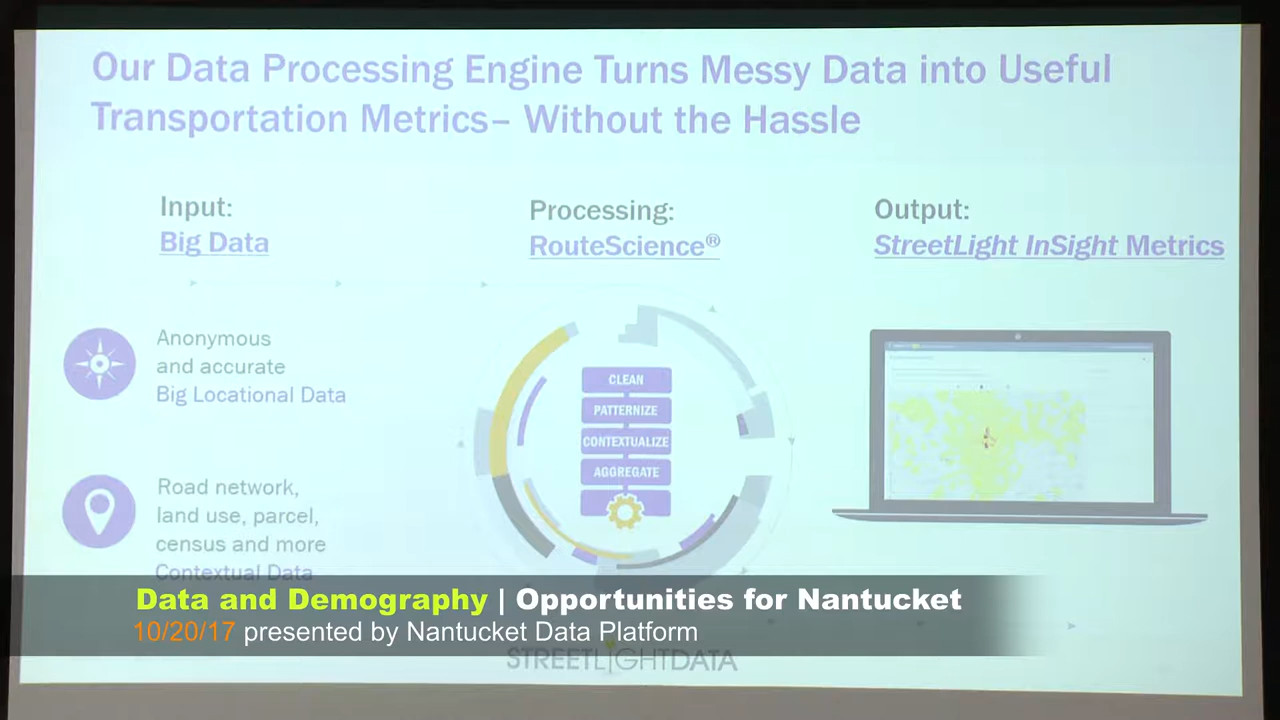 Our Data Processing Engine Turns Messy Data into Useful
Transportation Metrics– Without the Hassle
Input:
Big Data
Processing:
RouteScience®
Output:
StreetLight InSight Metrics
Anonymous
and accurate
Big Locational Data
Road network,
land use, parcel,
census and more
Contextual Data
CLEAN
PATTERNIZE
CONTEXTUALIZE
AGGREGATE
Data and Demography | Opportunities for Nantucket
10/20/17 presented by Nantucket Data Platform
STREETLIGHTDATA